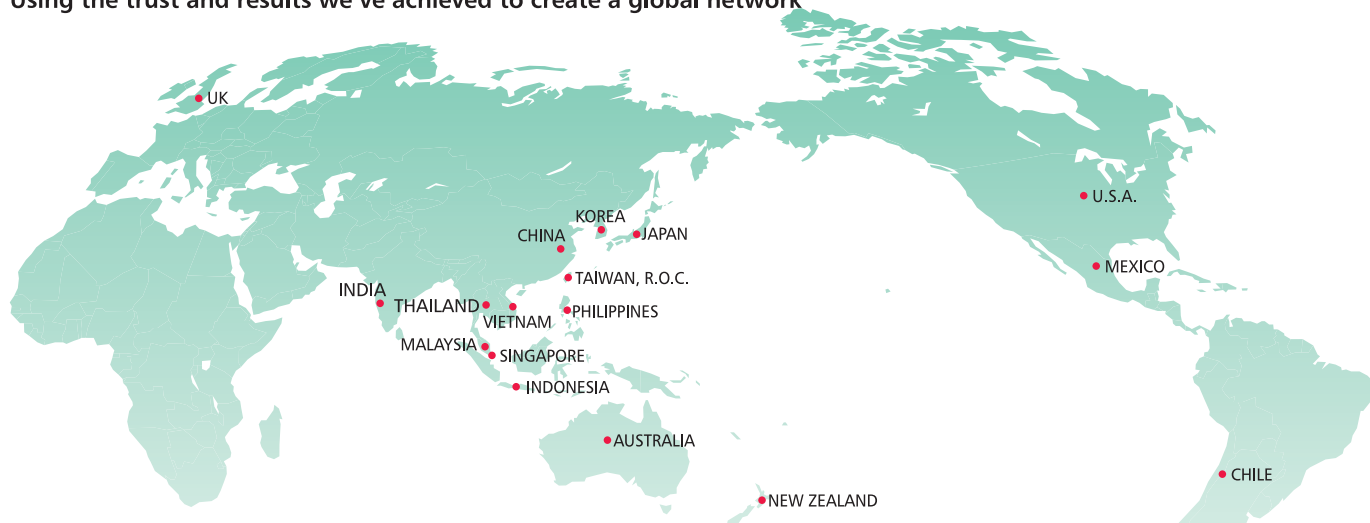 Using the trust and results we've achieved to create a global network
UK
U.S.A.
KOREA
CHINA
JAPAN
MEXICO
TAIWAN, R.O.C.
INDIA
THAILAND
PHILIPPINES
VIETNAM
MALAYSIA
SINGAPORE
INDONESIA
AUSTRALIA
CHILE
NEW ZEALAND